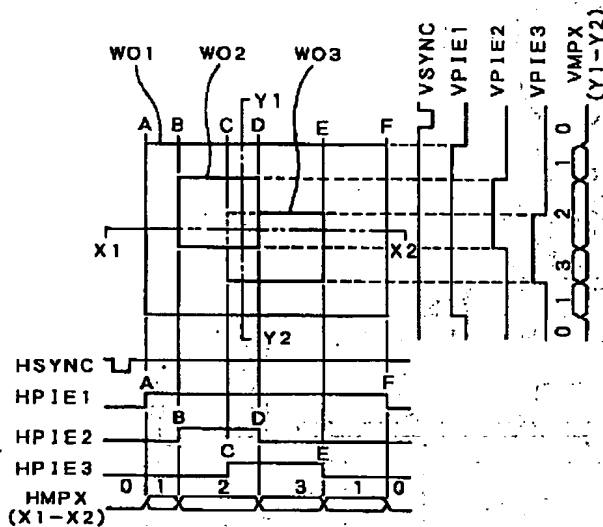 WO1 WO2 WO3
VSYNC
VPIE1
VPIE2
VPIE3
VMPX
(Y1-Y2)
Y1
A B C D E F
0 1 2 3 1 0
X1 X2
Y2
HSYNC
A F
HPIE1
B D
HPIE2
C E
HPIE3
0 1 2 3 1 0
HMPX
(X1-X2)